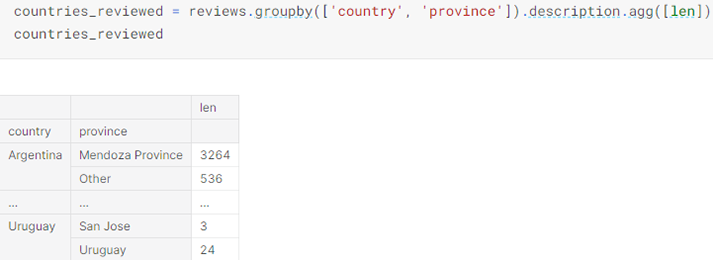 countries_reviewed = reviews.groupby(['country', 'province']).description.agg([len])
countries_reviewed
len
country province
Argentina Mendoza Province 3264
Other 536
... ... ...
Uruguay San Jose 3
Uruguay 24